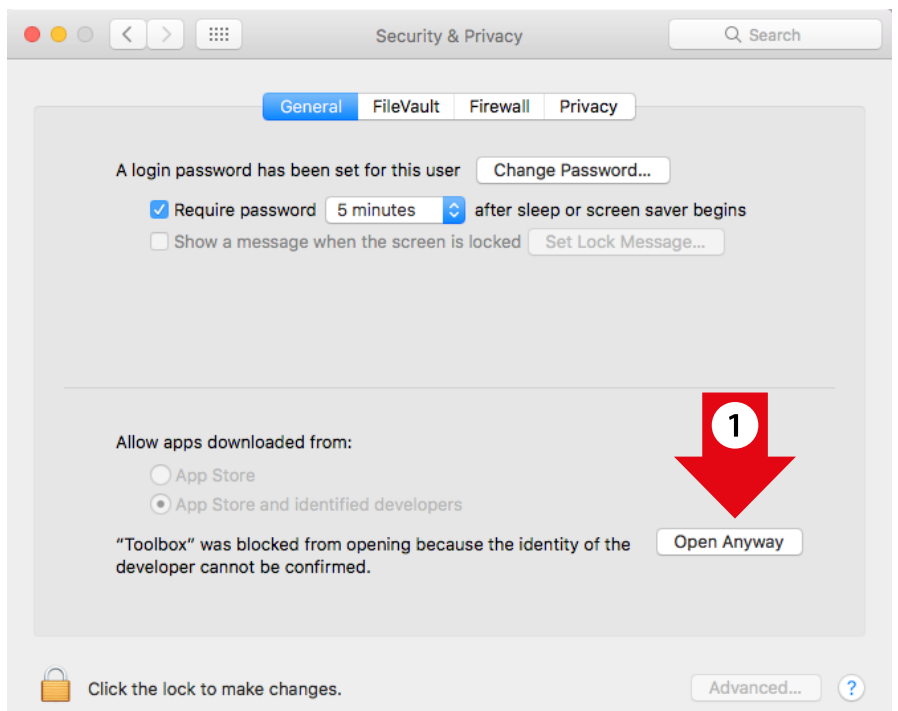 Security & Privacy
Search
General FileVault Firewall Privacy
A login password has been set for this user Change Password...
Require password 5 minutes after sleep or screen saver begins
Show a message when the screen is locked Set Lock Message...
1
Allow apps downloaded from:
App Store
App Store and identified developers
“Toolbox” was blocked from opening because the identity of the Open Anyway
developer cannot be confirmed.
Click the lock to make changes. Advanced... ?